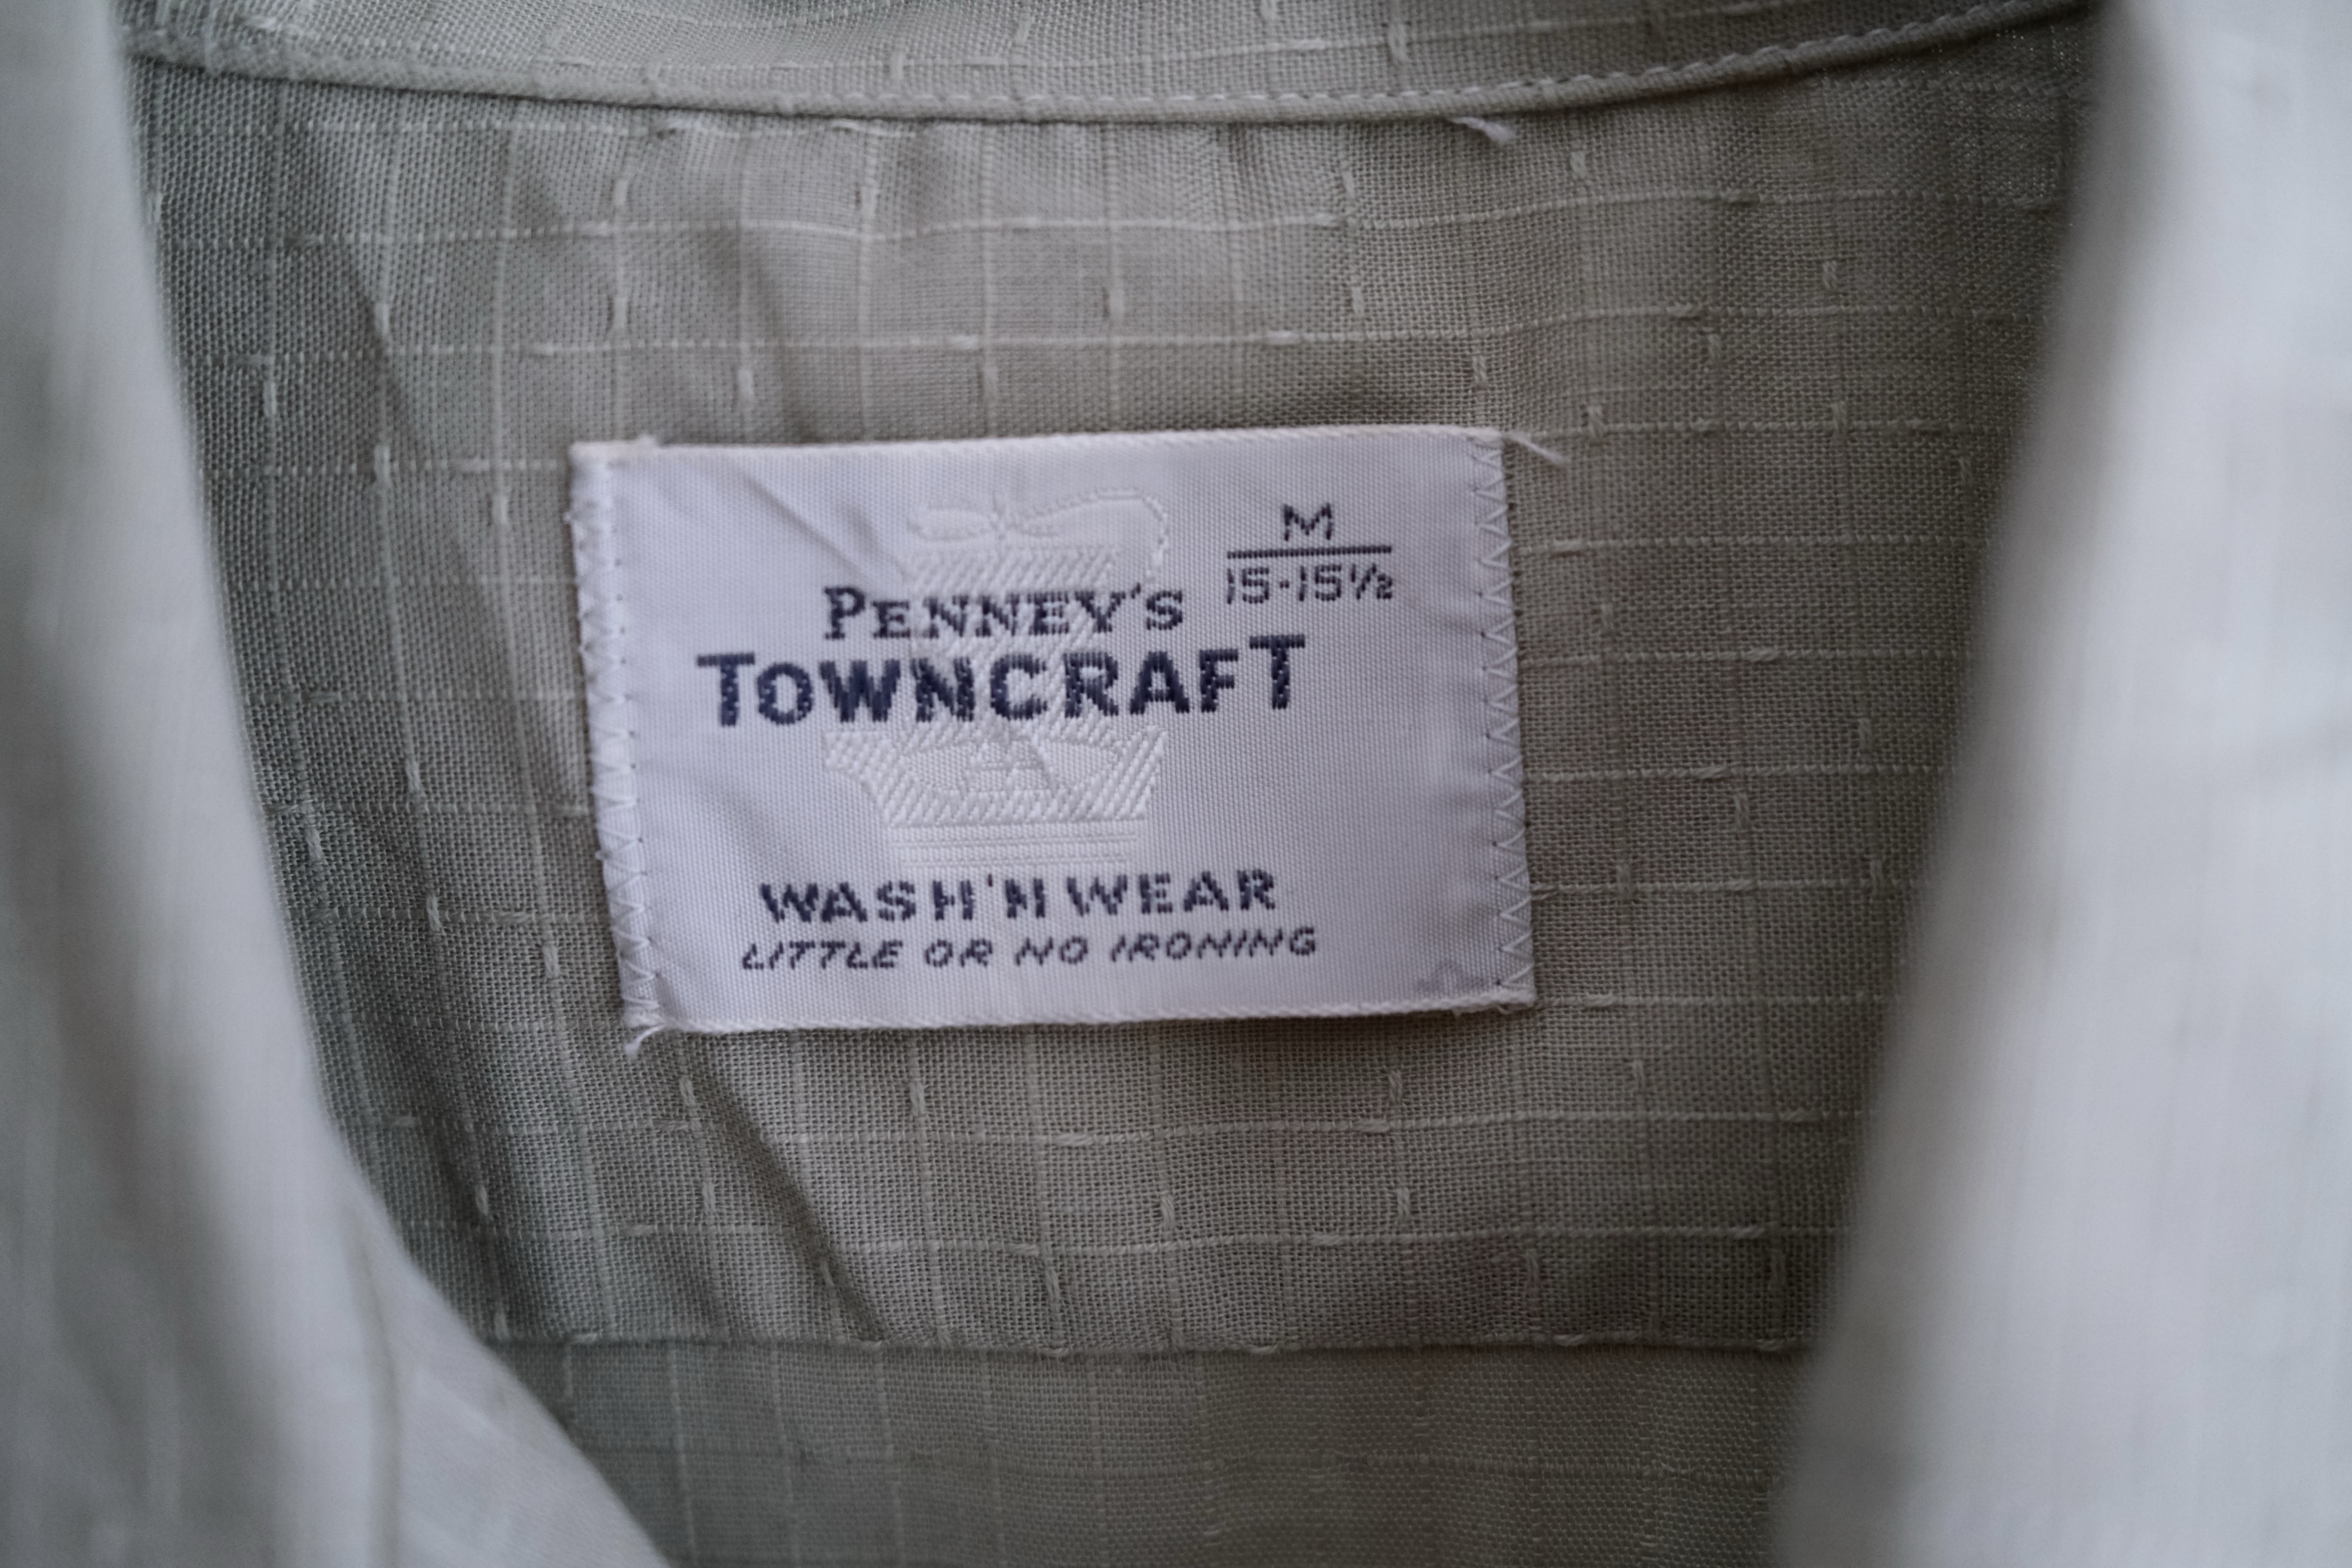 M
15-15½
PENNEY'S
TOWNCRAFT
WASH'N WEAR
LITTLE OR NO IRONING